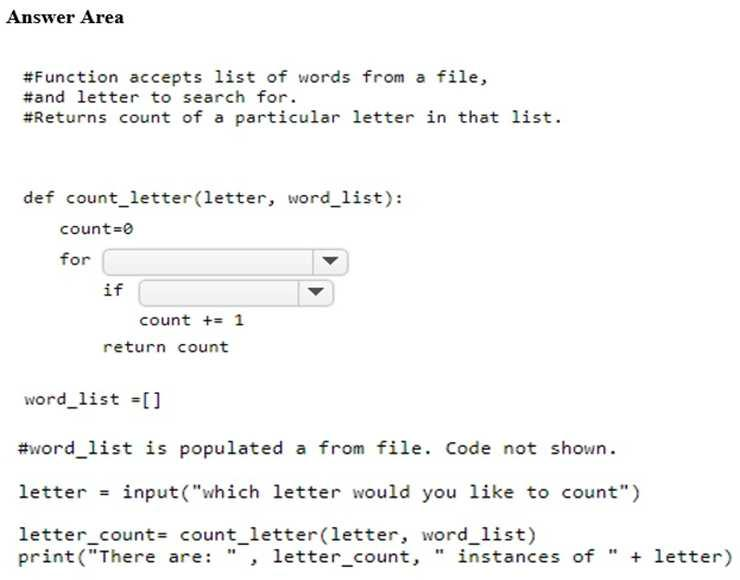 Answer Area
#Function accepts list of words from a file,
#and letter to search for.
#Returns count of a particular letter in that list.
def count_letter(letter, word_list):
count=0
for
if
count += 1
return count
word_list =[]
#word_list is populated a from file. Code not shown.
letter = input("which letter would you like to count")
letter_count= count_letter(letter, word_list)
print("There are: " , letter_count, " instances of " + letter)